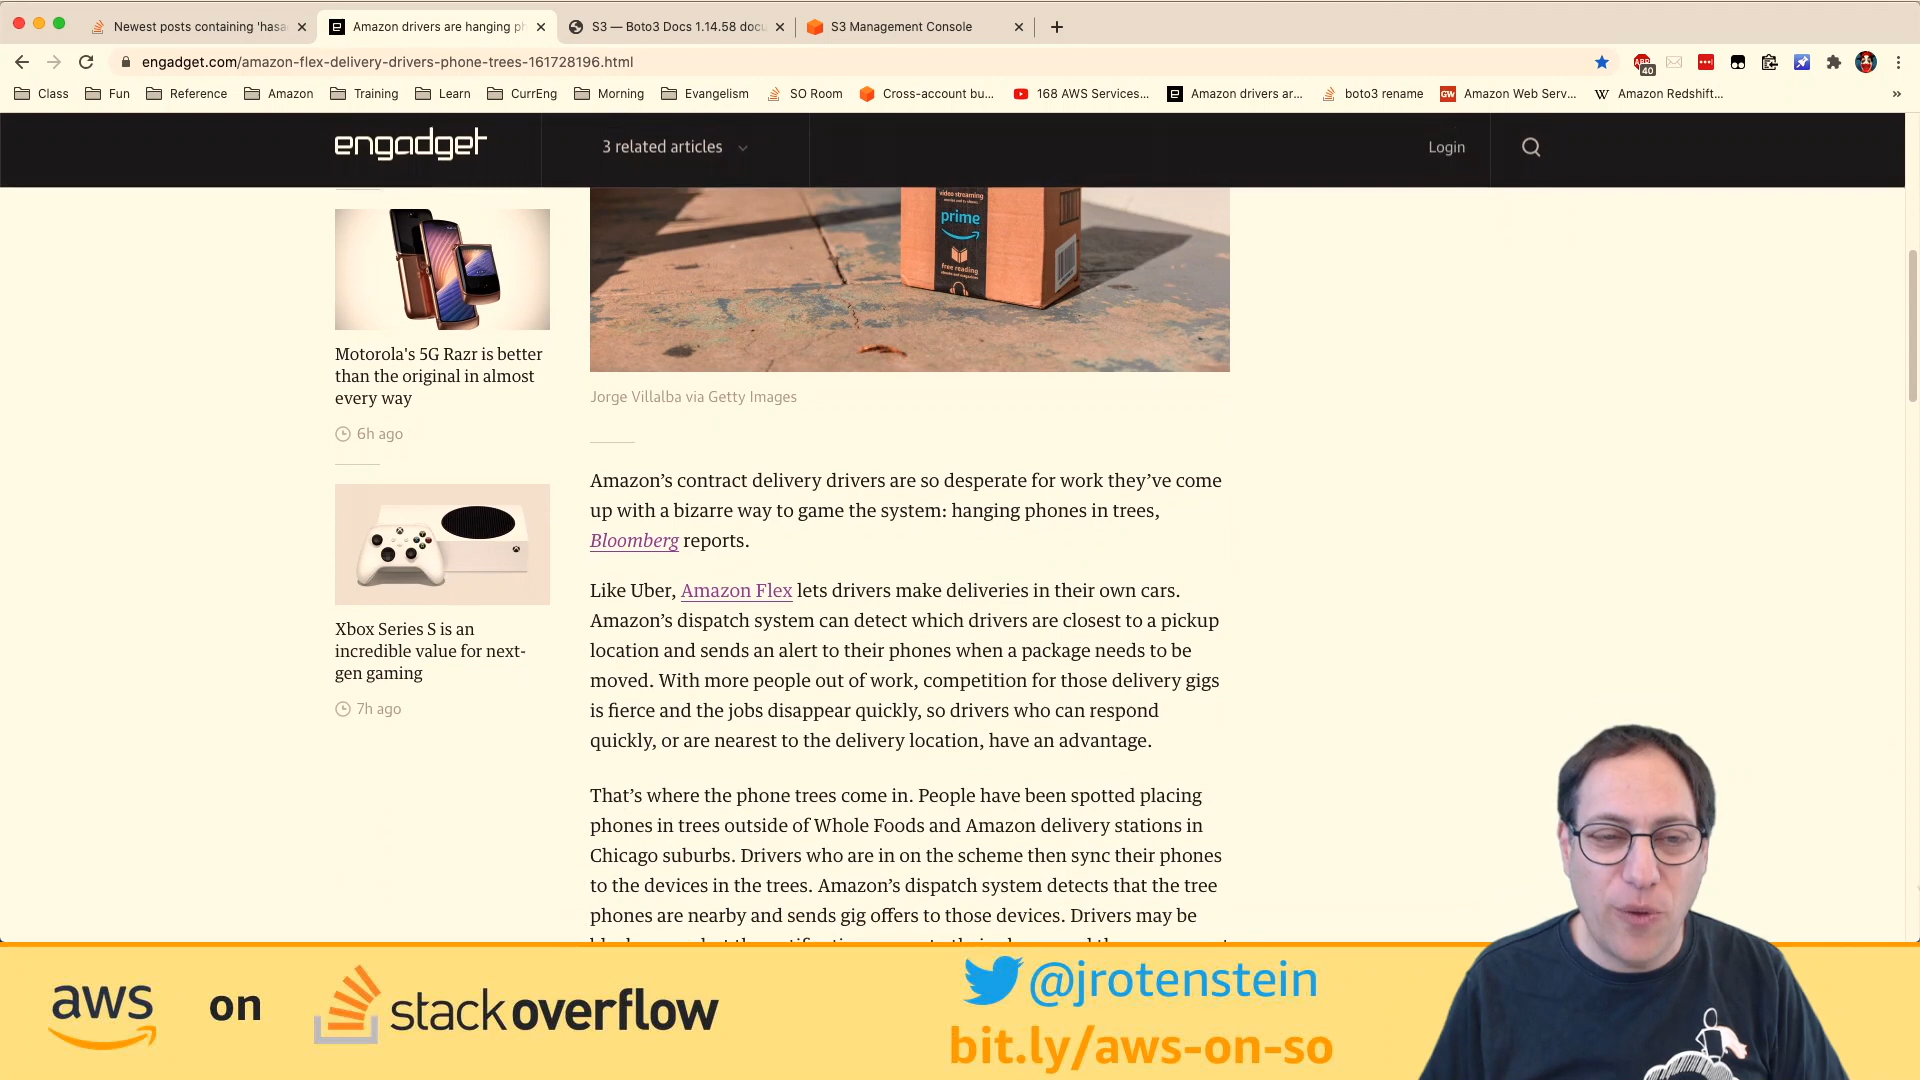 Newest posts containing 'hasa
Amazon drivers are hanging ph
S3 — Boto3 Docs 1.14.58 docu
S3 Management Console
engadget.com/amazon-flex-delivery-drivers-phone-trees-161728196.html
ABP
40
Class
Fun
Reference
Amazon
Training
Learn
CurrEng
Morning
Evangelism
SO Room
Cross-account bu...
168 AWS Services...
Amazon drivers ar...
boto3 rename
GW
Amazon Web Serv...
W
Amazon Redshift...
engadget
3 related articles
Login
video streaming
prime
free reading
Motorola's 5G Razr is better
than the original in almost
every way
6h ago
Xbox Series S is an
incredible value for next-
gen gaming
7h ago
Jorge Villalba via Getty Images
Amazon’s contract delivery drivers are so desperate for work they’ve come
up with a bizarre way to game the system: hanging phones in trees,
Bloomberg reports.
Like Uber, Amazon Flex lets drivers make deliveries in their own cars.
Amazon’s dispatch system can detect which drivers are closest to a pickup
location and sends an alert to their phones when a package needs to be
moved. With more people out of work, competition for those delivery gigs
is fierce and the jobs disappear quickly, so drivers who can respond
quickly, or are nearest to the delivery location, have an advantage.
That’s where the phone trees come in. People have been spotted placing
phones in trees outside of Whole Foods and Amazon delivery stations in
Chicago suburbs. Drivers who are in on the scheme then sync their phones
to the devices in the trees. Amazon’s dispatch system detects that the tree
phones are nearby and sends gig offers to those devices. Drivers may be
aws on stackoverflow
@jrotenstein
bit.ly/aws-on-so